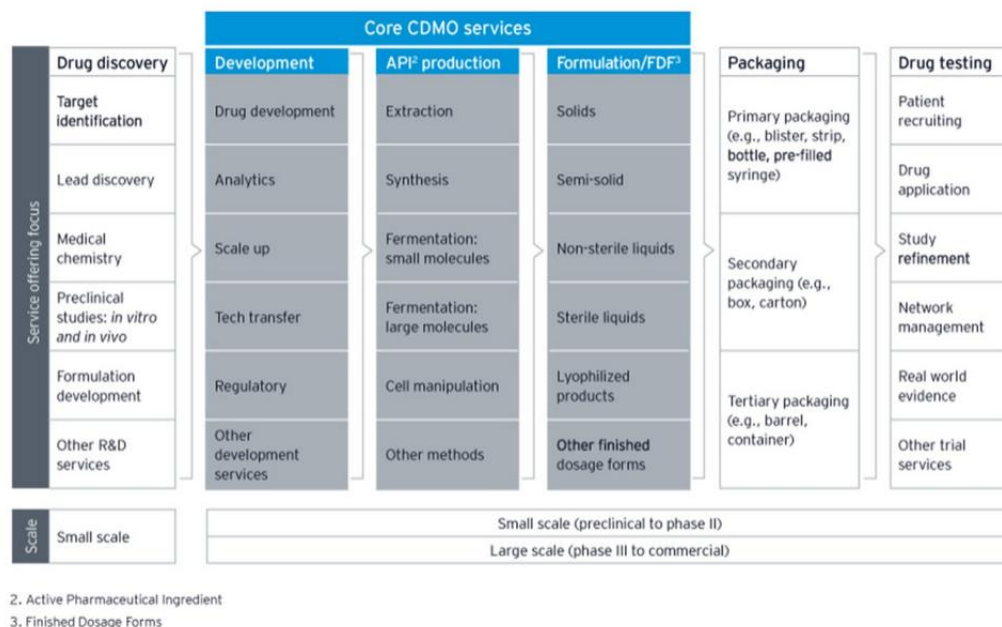 Core CDMO services
Service offering focus
Drug discovery
Target
identification
Lead discovery
Medical
chemistry
Preclinical
studies: in vitro
and in vivo
Formulation
development
Other R&D
services
Development
Drug development
Analytics
Scale up
Tech transfer
Regulatory
Other
development
services
API² production
Extraction
Synthesis
Fermentation:
small molecules
Fermentation:
large molecules
Cell manipulation
Other methods
Formulation/FDF³
Solids
Semi-solid
Non-sterile liquids
Sterile liquids
Lyophilized
products
Other finished
dosage forms
Packaging
Primary packaging
(e.g., blister, strip,
bottle, pre-filled
syringe)
Secondary
packaging (e.g.,
box, carton)
Tertiary packaging
(e.g., barrel,
container)
Drug testing
Patient
recruiting
Drug
application
Study
refinement
Network
management
Real world
evidence
Other trial
services
Scale
Small scale
Small scale (preclinical to phase II)
Large scale (phase III to commercial)
2. Active Pharmaceutical Ingredient
3. Finished Dosage Forms